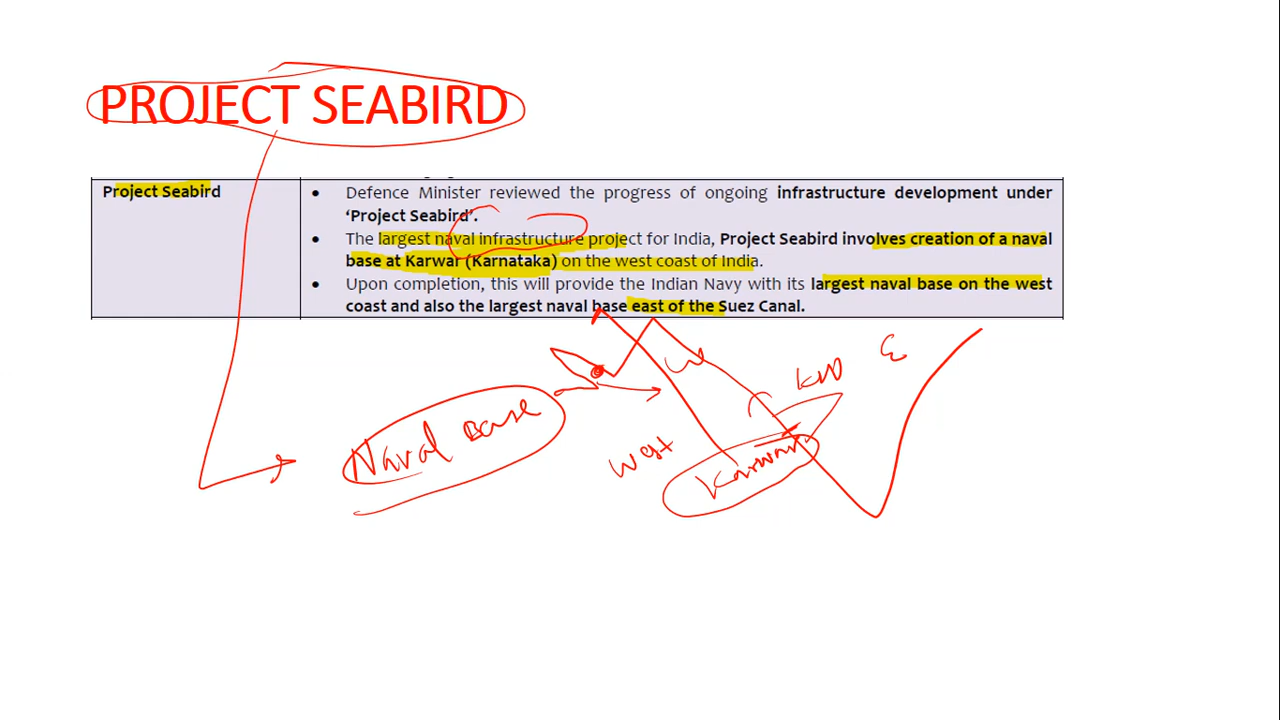 PROJECT SEABIRD
Project Seabird
• Defence Minister reviewed the progress of ongoing infrastructure development under
‘Project Seabird’.
• The largest naval infrastructure project for India, Project Seabird involves creation of a naval
base at Karwar (Karnataka) on the west coast of India.
• Upon completion, this will provide the Indian Navy with its largest naval base on the west
coast and also the largest naval base east of the Suez Canal.
W
E
Naval Base
West
Karwar